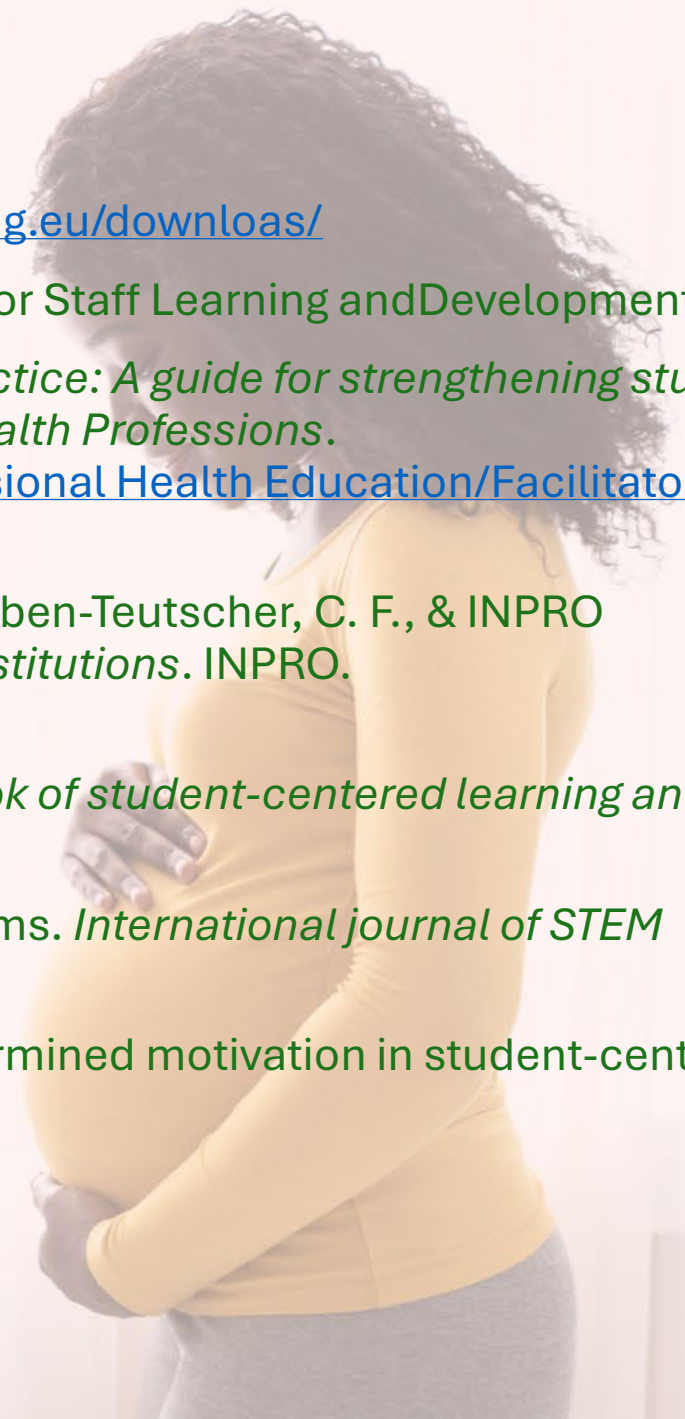 g.eu/downloas/
or Staff Learning andDevelopment
ctice: A guide for strengthening stu
alth Professions.
sional Health Education/Facilitato
ben-Teutscher, C. F., & INPRO
stitutions. INPRO.
ok of student-centered learning an
ms. International journal of STEM
rmined motivation in student-cent